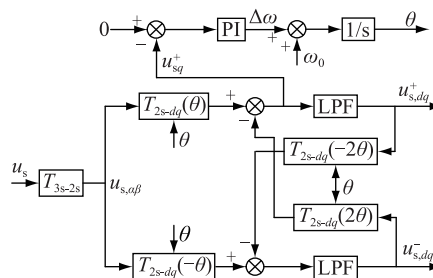 0 + − PI Δω + + 1/s θ
u⁺sq ω₀
T2s-dq(θ) + − LPF u⁺s,dq
θ
T2s-dq(−2θ)
us T3s-2s us,αβ θ
T2s-dq(2θ)
θ −
T2s-dq(−θ) + LPF u⁻s,dq